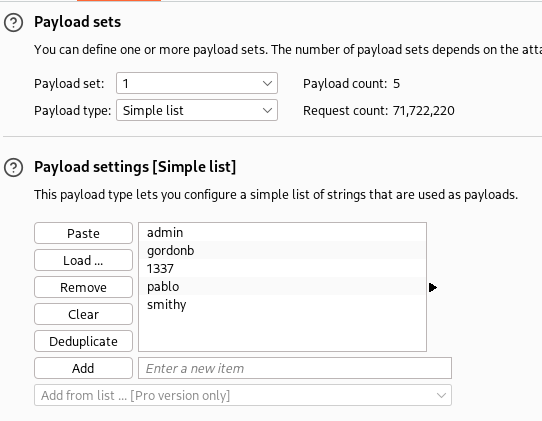 Payload sets
You can define one or more payload sets. The number of payload sets depends on the atta
Payload set: 1 Payload count: 5
Payload type: Simple list Request count: 71,722,220
Payload settings [Simple list]
This payload type lets you configure a simple list of strings that are used as payloads.
Paste
Load ...
Remove
Clear
Deduplicate
admin
gordonb
1337
pablo
smithy
Add Enter a new item
Add from list ... [Pro version only]